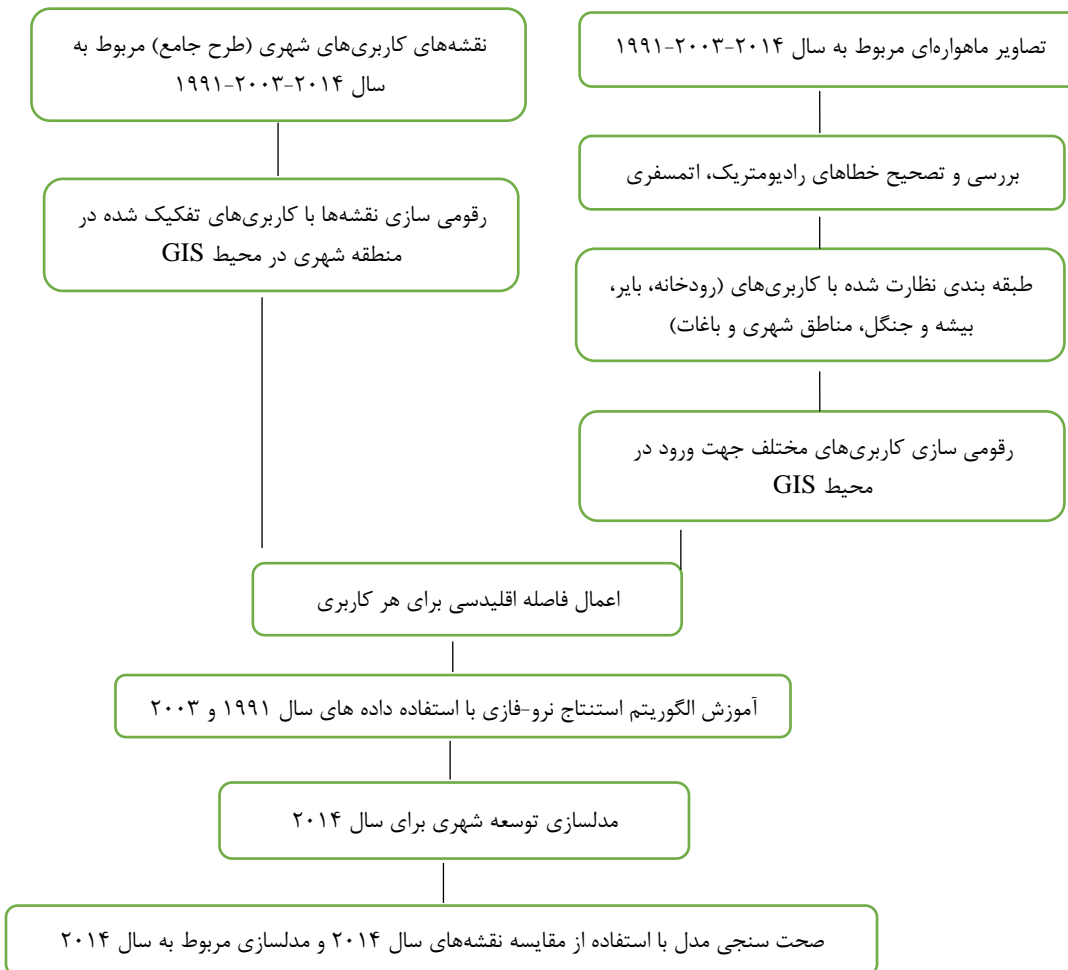 تصاویر ماهواره‌ای مربوط به سال ۲۰۱۴-۲۰۰۳-۱۹۹۱
بررسی و تصحیح خطاهای رادیومتریک، اتمسفری
طبقه بندی نظارت شده با کاربری‌های (رودخانه، بایر،
بیشه و جنگل، مناطق شهری و باغات)
رقومی سازی کاربری‌های مختلف جهت ورود در
محیط GIS
نقشه‌های کاربری‌های شهری (طرح جامع) مربوط به
سال ۲۰۱۴-۲۰۰۳-۱۹۹۱
رقومی سازی نقشه‌ها با کاربری‌های تفکیک شده در
منطقه شهری در محیط GIS
اعمال فاصله اقلیدسی برای هر کاربری
آموزش الگوریتم استنتاج نرو-فازی با استفاده داده های سال ۱۹۹۱ و ۲۰۰۳
مدلسازی توسعه شهری برای سال ۲۰۱۴
صحت سنجی مدل با استفاده از مقایسه نقشه‌های سال ۲۰۱۴ و مدلسازی مربوط به سال ۲۰۱۴